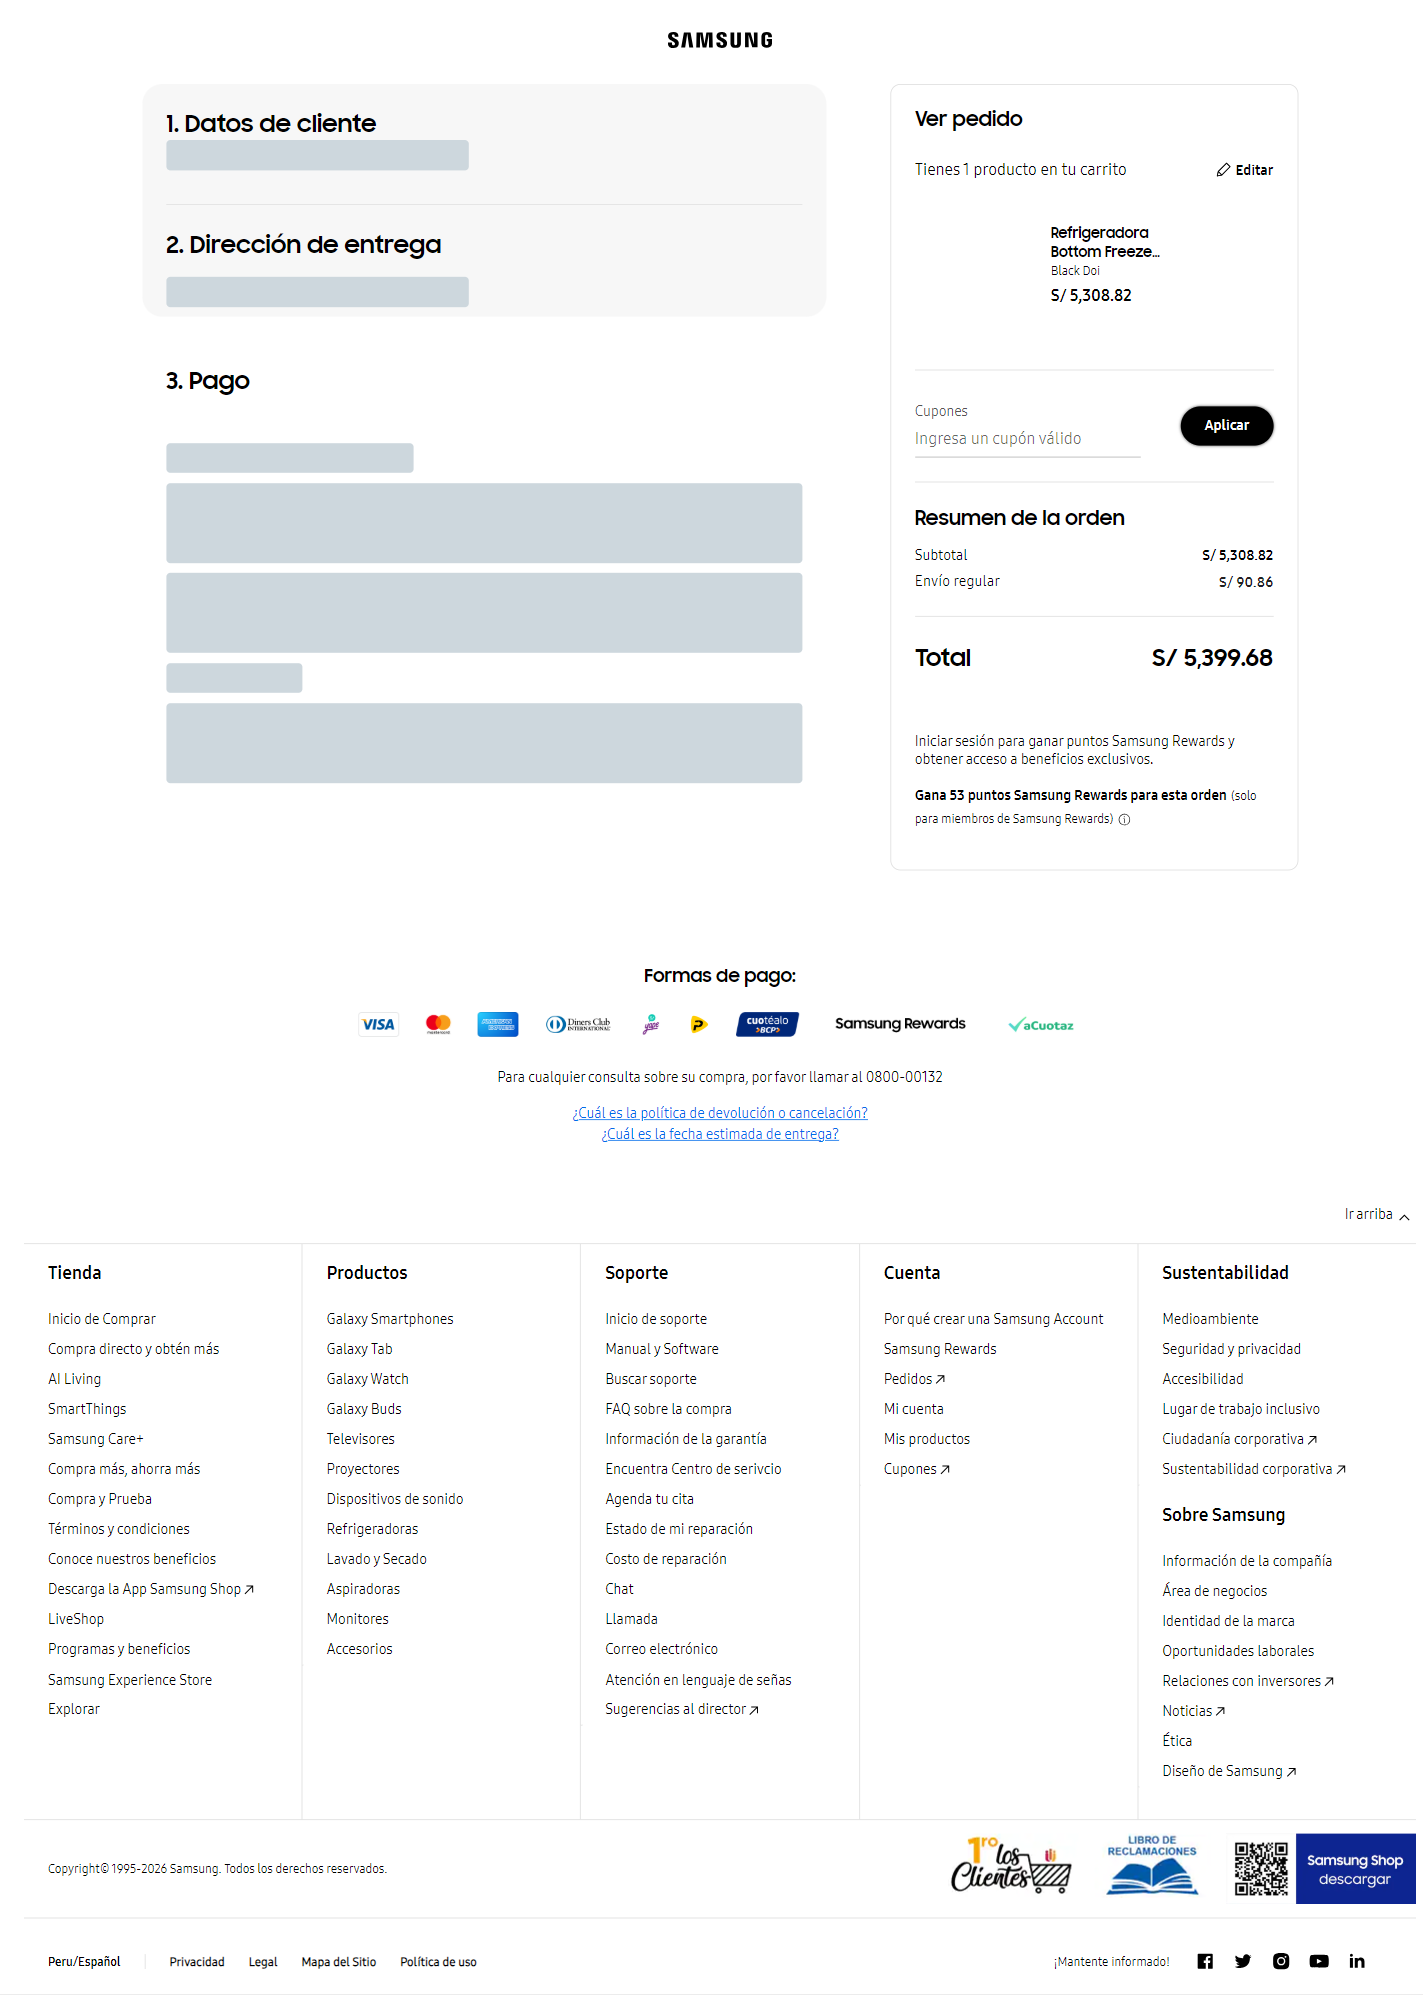 SAMSUNG
1. Datos de cliente
2. Dirección de entrega
3. Pago
Ver pedido
Tienes 1 producto en tu carrito
Editar
Refrigeradora
Bottom Freeze...
Black Doi
S/ 5,308.82
Cupones
Ingresa un cupón válido
Aplicar
Resumen de la orden
Subtotal S/ 5,308.82
Envío regular S/ 90.86
Total S/ 5,399.68
Iniciar sesión para ganar puntos Samsung Rewards y
obtener acceso a beneficios exclusivos.
Gana 53 puntos Samsung Rewards para esta orden (solo
para miembros de Samsung Rewards)
Formas de pago:
VISA mastercard AMERICAN EXPRESS Diners Club INTERNATIONAL yape P cuotéalo BCP Samsung Rewards aCuotaz
Para cualquier consulta sobre su compra, por favor llamar al 0800-00132
¿Cuál es la política de devolución o cancelación?
¿Cuál es la fecha estimada de entrega?
Ir arriba
Tienda
Inicio de Comprar
Compra directo y obtén más
AI Living
SmartThings
Samsung Care+
Compra más, ahorra más
Compra y Prueba
Términos y condiciones
Conoce nuestros beneficios
Descarga la App Samsung Shop
LiveShop
Programas y beneficios
Samsung Experience Store
Explorar
Productos
Galaxy Smartphones
Galaxy Tab
Galaxy Watch
Galaxy Buds
Televisores
Proyectores
Dispositivos de sonido
Refrigeradoras
Lavado y Secado
Aspiradoras
Monitores
Accesorios
Soporte
Inicio de soporte
Manual y Software
Buscar soporte
FAQ sobre la compra
Información de la garantía
Encuentra Centro de serivcio
Agenda tu cita
Estado de mi reparación
Costo de reparación
Chat
Llamada
Correo electrónico
Atención en lenguaje de señas
Sugerencias al director
Cuenta
Por qué crear una Samsung Account
Samsung Rewards
Pedidos
Mi cuenta
Mis productos
Cupones
Sustentabilidad
Medioambiente
Seguridad y privacidad
Accesibilidad
Lugar de trabajo inclusivo
Ciudadanía corporativa
Sustentabilidad corporativa
Sobre Samsung
Información de la compañía
Área de negocios
Identidad de la marca
Oportunidades laborales
Relaciones con inversores
Noticias
Ética
Diseño de Samsung
Copyright© 1995-2026 Samsung. Todos los derechos reservados.
1ro los Clientes
LIBRO DE
RECLAMACIONES
Samsung Shop
descargar
Peru/Español
Privacidad
Legal
Mapa del Sitio
Política de uso
¡Mantente informado!